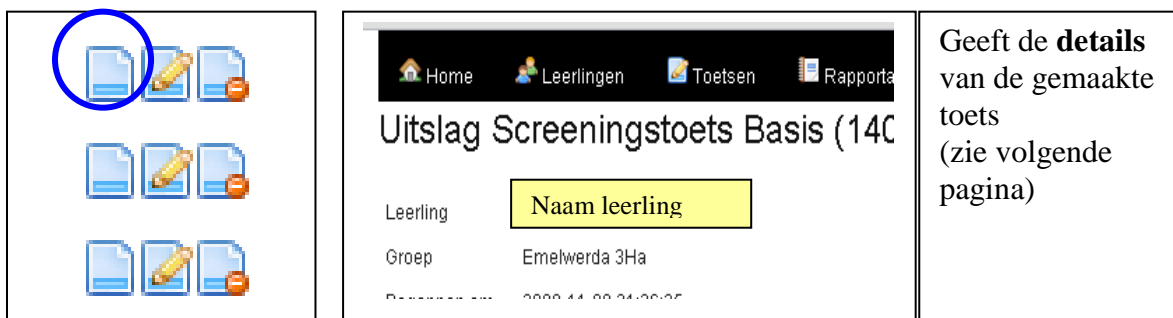 Home Leerlingen Toetsen Rapporta
Uitslag Screeningstoets Basis (140
Leerling Naam leerling
Groep Emelwerda 3Ha
Geeft de details
van de gemaakte
toets
(zie volgende
pagina)